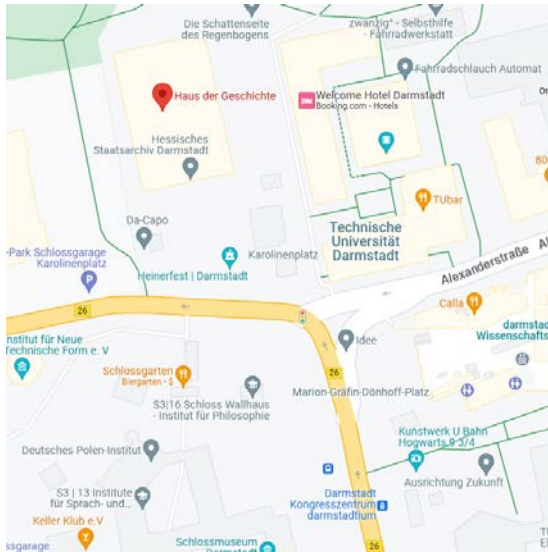 Die Schattenseite
des Regenbogens
zwanzig° - Selbsthilfe
- Fahrradwerkstatt
Fahrradschlauch Automat
Haus der Geschichte
Welcome Hotel Darmstadt
Booking.com - Hotels
Hessisches
Staatsarchiv Darmstadt
80
TUbar
Da-Capo
Technische
Universität
Darmstadt
-Park Schlossgarage
Karolinenplatz
Heinerfest | Darmstadt
Karolinenplatz
Alexanderstraße
Calla
26
nstitut für Neue
Technische Form e. V
Idee
darmstad
Wissenschafts
Schlossgarten
Biergarten - $
26
S3|16 Schloss Wallhaus
- Institut für Philosophie
Marion-Gräfin-Dönhoff-Platz
Deutsches Polen-Institut
Kunstwerk U Bahn
Hogwarts 9 3/4
Ausrichtung Zukunft
S3 | 13 Institute
für Sprach- und...
Darmstadt
Kongresszentrum
darmstadtium
Keller Klub e.V
ssgarage
Schlossmuseum
26